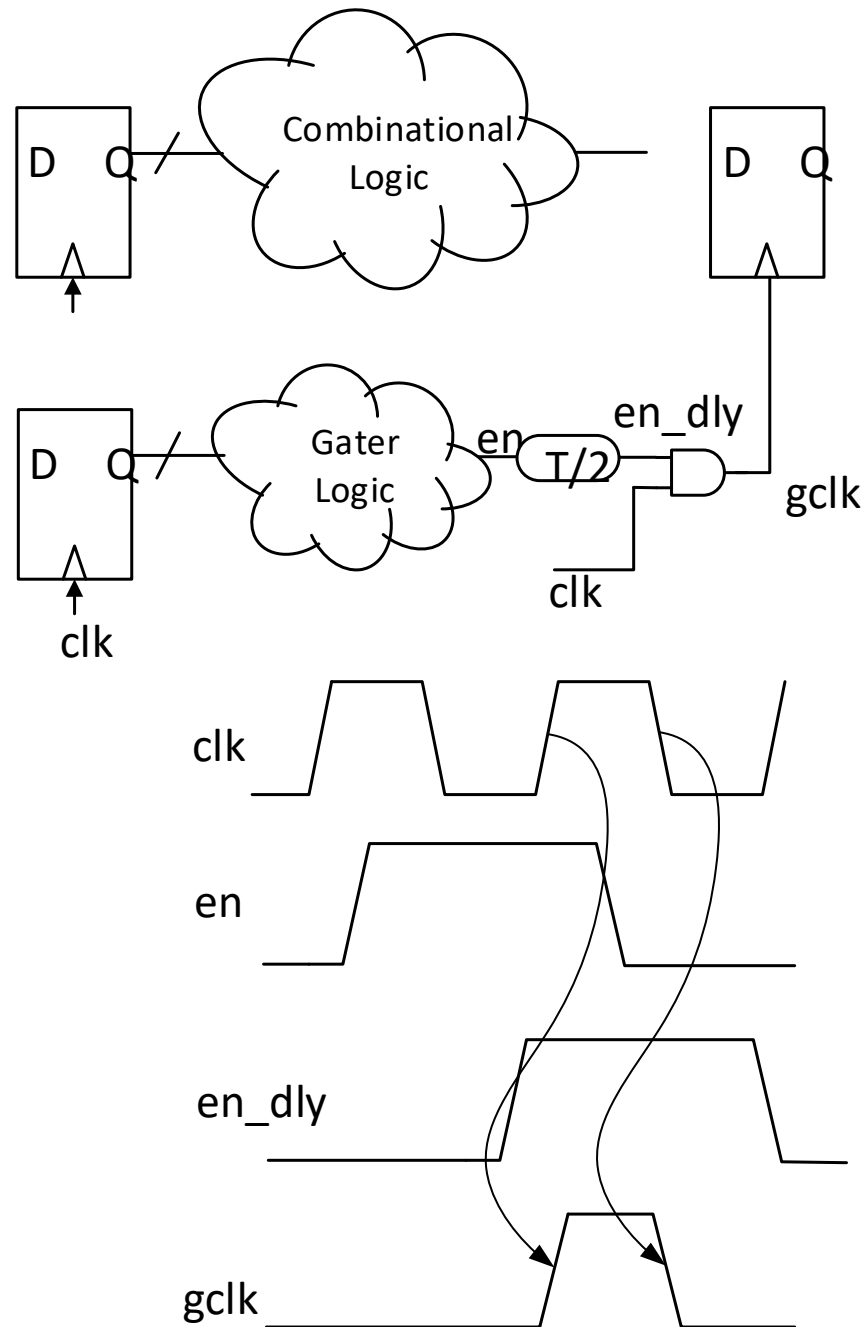 Combinational
Logic
D Q
D Q
Gater
Logic
D Q
en
T/2
en_dly
gclk
clk
clk
clk
en
en_dly
gclk